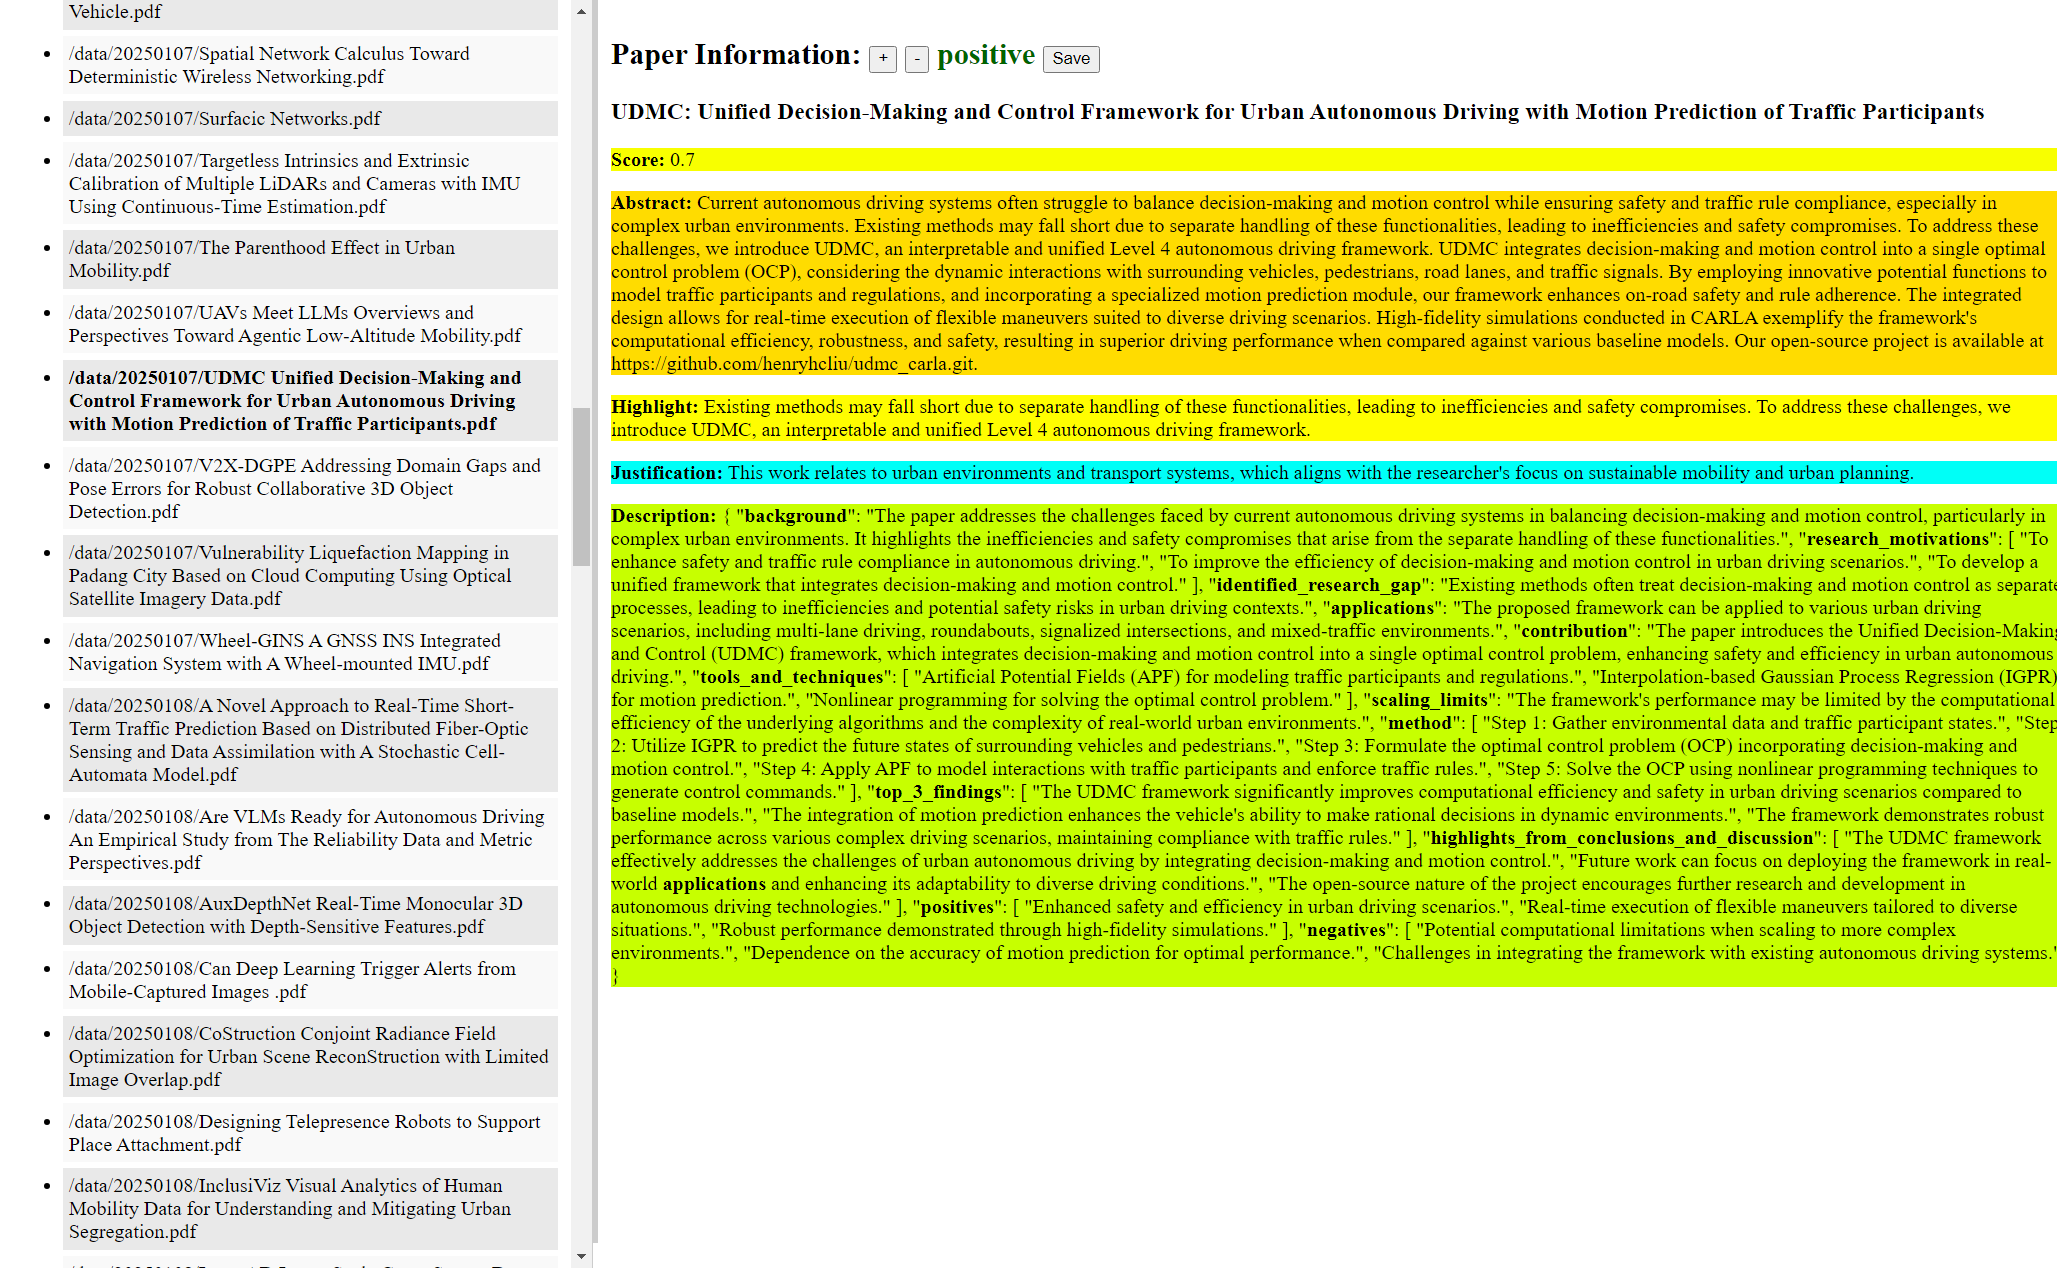 Vehicle.pdf
/data/20250107/Spatial Network Calculus Toward
Deterministic Wireless Networking.pdf
/data/20250107/Surfacic Networks.pdf
/data/20250107/Targetless Intrinsics and Extrinsic
Calibration of Multiple LiDARs and Cameras with IMU
Using Continuous-Time Estimation.pdf
/data/20250107/The Parenthood Effect in Urban
Mobility.pdf
/data/20250107/UAVs Meet LLMs Overviews and
Perspectives Toward Agentic Low-Altitude Mobility.pdf
/data/20250107/UDMC Unified Decision-Making and
Control Framework for Urban Autonomous Driving
with Motion Prediction of Traffic Participants.pdf
/data/20250107/V2X-DGPE Addressing Domain Gaps and
Pose Errors for Robust Collaborative 3D Object
Detection.pdf
/data/20250107/Vulnerability Liquefaction Mapping in
Padang City Based on Cloud Computing Using Optical
Satellite Imagery Data.pdf
/data/20250107/Wheel-GINS A GNSS INS Integrated
Navigation System with A Wheel-mounted IMU.pdf
/data/20250108/A Novel Approach to Real-Time Short-
Term Traffic Prediction Based on Distributed Fiber-Optic
Sensing and Data Assimilation with A Stochastic Cell-
Automata Model.pdf
/data/20250108/Are VLMs Ready for Autonomous Driving
An Empirical Study from The Reliability Data and Metric
Perspectives.pdf
/data/20250108/AuxDepthNet Real-Time Monocular 3D
Object Detection with Depth-Sensitive Features.pdf
/data/20250108/Can Deep Learning Trigger Alerts from
Mobile-Captured Images .pdf
/data/20250108/CoStruction Conjoint Radiance Field
Optimization for Urban Scene ReconStruction with Limited
Image Overlap.pdf
/data/20250108/Designing Telepresence Robots to Support
Place Attachment.pdf
/data/20250108/InclusiViz Visual Analytics of Human
Mobility Data for Understanding and Mitigating Urban
Segregation.pdf
Paper Information: + - positive Save
UDMC: Unified Decision-Making and Control Framework for Urban Autonomous Driving with Motion Prediction of Traffic Participants
Score: 0.7
Abstract: Current autonomous driving systems often struggle to balance decision-making and motion control while ensuring safety and traffic rule compliance, especially in
complex urban environments. Existing methods may fall short due to separate handling of these functionalities, leading to inefficiencies and safety compromises. To address these
challenges, we introduce UDMC, an interpretable and unified Level 4 autonomous driving framework. UDMC integrates decision-making and motion control into a single optimal
control problem (OCP), considering the dynamic interactions with surrounding vehicles, pedestrians, road lanes, and traffic signals. By employing innovative potential functions to
model traffic participants and regulations, and incorporating a specialized motion prediction module, our framework enhances on-road safety and rule adherence. The integrated
design allows for real-time execution of flexible maneuvers suited to diverse driving scenarios. High-fidelity simulations conducted in CARLA exemplify the framework's
computational efficiency, robustness, and safety, resulting in superior driving performance when compared against various baseline models. Our open-source project is available at
https://github.com/henryhcliu/udmc_carla.git.
Highlight: Existing methods may fall short due to separate handling of these functionalities, leading to inefficiencies and safety compromises. To address these challenges, we
introduce UDMC, an interpretable and unified Level 4 autonomous driving framework.
Justification: This work relates to urban environments and transport systems, which aligns with the researcher's focus on sustainable mobility and urban planning.
Description: { "background": "The paper addresses the challenges faced by current autonomous driving systems in balancing decision-making and motion control, particularly in
complex urban environments. It highlights the inefficiencies and safety compromises that arise from the separate handling of these functionalities.", "research_motivations": [ "To
enhance safety and traffic rule compliance in autonomous driving.", "To improve the efficiency of decision-making and motion control in urban driving scenarios.", "To develop a
unified framework that integrates decision-making and motion control." ], "identified_research_gap": "Existing methods often treat decision-making and motion control as separate
processes, leading to inefficiencies and potential safety risks in urban driving contexts.", "applications": "The proposed framework can be applied to various urban driving
scenarios, including multi-lane driving, roundabouts, signalized intersections, and mixed-traffic environments.", "contribution": "The paper introduces the Unified Decision-Making
and Control (UDMC) framework, which integrates decision-making and motion control into a single optimal control problem, enhancing safety and efficiency in urban autonomous
driving.", "tools_and_techniques": [ "Artificial Potential Fields (APF) for modeling traffic participants and regulations.", "Interpolation-based Gaussian Process Regression (IGPR)
for motion prediction.", "Nonlinear programming for solving the optimal control problem." ], "scaling_limits": "The framework's performance may be limited by the computational
efficiency of the underlying algorithms and the complexity of real-world urban environments.", "method": [ "Step 1: Gather environmental data and traffic participant states.", "Step
2: Utilize IGPR to predict the future states of surrounding vehicles and pedestrians.", "Step 3: Formulate the optimal control problem (OCP) incorporating decision-making and
motion control.", "Step 4: Apply APF to model interactions with traffic participants and enforce traffic rules.", "Step 5: Solve the OCP using nonlinear programming techniques to
generate control commands." ], "top_3_findings": [ "The UDMC framework significantly improves computational efficiency and safety in urban driving scenarios compared to
baseline models.", "The integration of motion prediction enhances the vehicle's ability to make rational decisions in dynamic environments.", "The framework demonstrates robust
performance across various complex driving scenarios, maintaining compliance with traffic rules." ], "highlights_from_conclusions_and_discussion": [ "The UDMC framework
effectively addresses the challenges of urban autonomous driving by integrating decision-making and motion control.", "Future work can focus on deploying the framework in real-
world applications and enhancing its adaptability to diverse driving conditions.", "The open-source nature of the project encourages further research and development in
autonomous driving technologies." ], "positives": [ "Enhanced safety and efficiency in urban driving scenarios.", "Real-time execution of flexible maneuvers tailored to diverse
situations.", "Robust performance demonstrated through high-fidelity simulations." ], "negatives": [ "Potential computational limitations when scaling to more complex
environments.", "Dependence on the accuracy of motion prediction for optimal performance.", "Challenges in integrating the framework with existing autonomous driving systems."
}